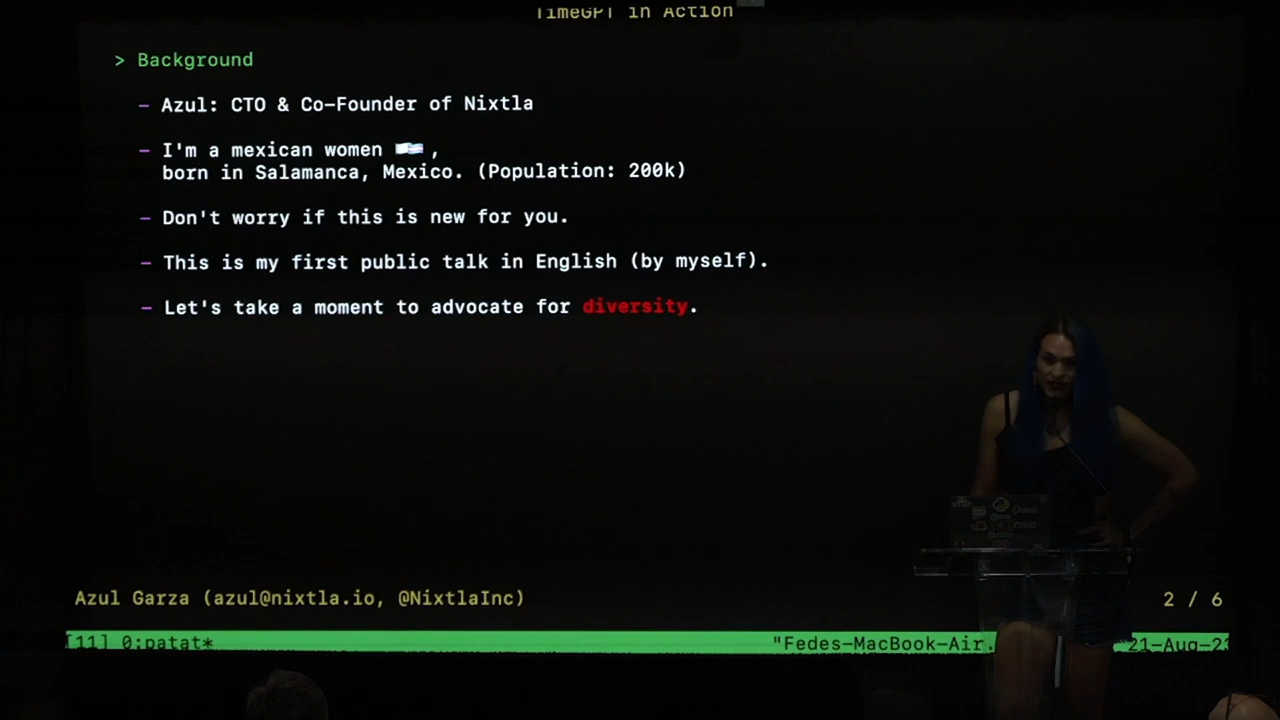 TimeGPT in Action
> Background
– Azul: CTO & Co-Founder of Nixtla
– I'm a mexican women ,
born in Salamanca, Mexico. (Population: 200k)
– Don't worry if this is new for you.
– This is my first public talk in English (by myself).
– Let's take a moment to advocate for diversity.
Azul Garza (azul@nixtla.io, @NixtlaInc)
2 / 6
[11] 0:patat*
"Fedes-MacBook-Air.
21-Aug-23